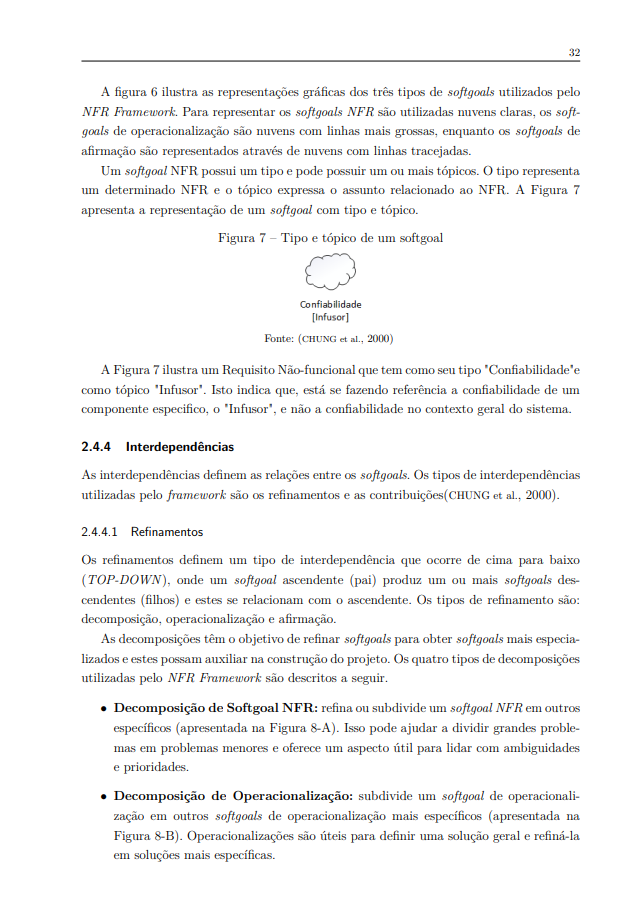 32
A figura 6 ilustra as representações gráficas dos três tipos de softgoals utilizados pelo
NFR Framework. Para representar os softgoals NFR são utilizadas nuvens claras, os soft-
goals de operacionalização são nuvens com linhas mais grossas, enquanto os softgoals de
afirmação são representados através de nuvens com linhas tracejadas.
Um softgoal NFR possui um tipo e pode possuir um ou mais tópicos. O tipo representa
um determinado NFR e o tópico expressa o assunto relacionado ao NFR. A Figura 7
apresenta a representação de um softgoal com tipo e tópico.
Figura 7 – Tipo e tópico de um softgoal
Confiabilidade
[Infusor]
Fonte: (CHUNG et al., 2000)
A Figura 7 ilustra um Requisito Não-funcional que tem como seu tipo "Confiabilidade"e
como tópico "Infusor". Isto indica que, está se fazendo referência a confiabilidade de um
componente especifico, o "Infusor", e não a confiabilidade no contexto geral do sistema.
2.4.4 Interdependências
As interdependências definem as relações entre os softgoals. Os tipos de interdependências
utilizadas pelo framework são os refinamentos e as contribuições(CHUNG et al., 2000).
2.4.4.1 Refinamentos
Os refinamentos definem um tipo de interdependência que ocorre de cima para baixo
(TOP-DOWN), onde um softgoal ascendente (pai) produz um ou mais softgoals des-
cendentes (filhos) e estes se relacionam com o ascendente. Os tipos de refinamento são:
decomposição, operacionalização e afirmação.
As decomposições têm o objetivo de refinar softgoals para obter softgoals mais especia-
lizados e estes possam auxiliar na construção do projeto. Os quatro tipos de decomposições
utilizadas pelo NFR Framework são descritos a seguir.
• Decomposição de Softgoal NFR: refina ou subdivide um softgoal NFR em outros
específicos (apresentada na Figura 8-A). Isso pode ajudar a dividir grandes proble-
mas em problemas menores e oferece um aspecto útil para lidar com ambiguidades
e prioridades.
• Decomposição de Operacionalização: subdivide um softgoal de operacionali-
zação em outros softgoals de operacionalização mais específicos (apresentada na
Figura 8-B). Operacionalizações são úteis para definir uma solução geral e refiná-la
em soluções mais específicas.